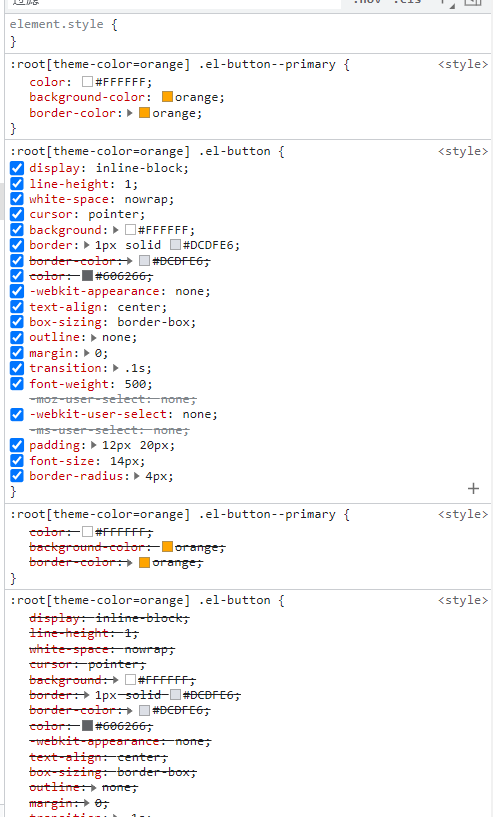 过滤 :hov .cls +
element.style {
}
:root[theme-color=orange] .el-button--primary { <style>
color: #FFFFFF;
background-color: orange;
border-color: orange;
}
:root[theme-color=orange] .el-button { <style>
display: inline-block;
line-height: 1;
white-space: nowrap;
cursor: pointer;
background: #FFFFFF;
border: 1px solid #DCDFE6;
border-color: #DCDFE6;
color: #606266;
-webkit-appearance: none;
text-align: center;
box-sizing: border-box;
outline: none;
margin: 0;
transition: .1s;
font-weight: 500;
-moz-user-select: none;
-webkit-user-select: none;
-ms-user-select: none;
padding: 12px 20px;
font-size: 14px;
border-radius: 4px;
}
:root[theme-color=orange] .el-button--primary { <style>
color: #FFFFFF;
background-color: orange;
border-color: orange;
}
:root[theme-color=orange] .el-button { <style>
display: inline-block;
line-height: 1;
white-space: nowrap;
cursor: pointer;
background: #FFFFFF;
border: 1px solid #DCDFE6;
border-color: #DCDFE6;
color: #606266;
-webkit-appearance: none;
text-align: center;
box-sizing: border-box;
outline: none;
margin: 0;
transition: .1s;